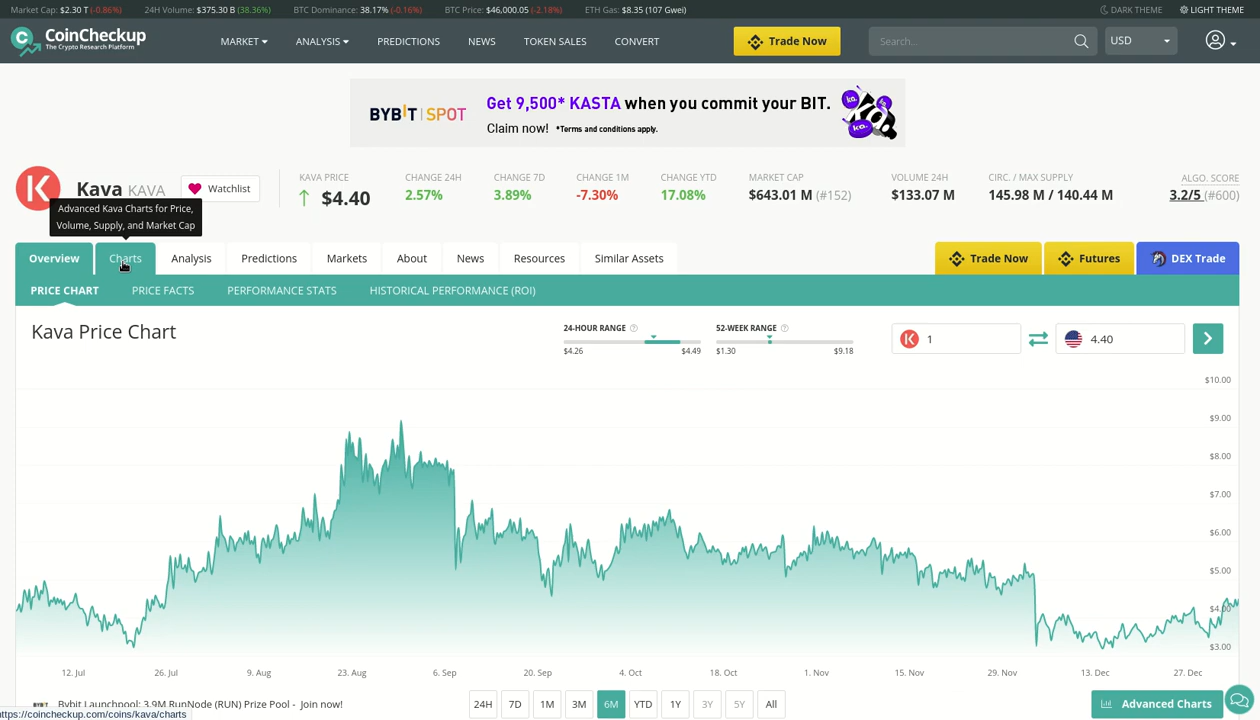 Market Cap: $2.30 T (-0.86%) 24H Volume: $375.30 B (38.36%) BTC Dominance: 38.17% (-0.16%) BTC Price: $46,000.05 (-2.18%) ETH Gas: $8.35 (107 Gwei) DARK THEME LIGHT THEME
CoinCheckup
The Crypto Research Platform
MARKET ANALYSIS PREDICTIONS NEWS TOKEN SALES CONVERT Trade Now Search... USD
BYBIT | SPOT
Get 9,500* KASTA when you commit your BIT.
Claim now! *Terms and conditions apply.
ka.
ka.
ka.
Kava KAVA Watchlist
KAVA PRICE CHANGE 24H CHANGE 7D CHANGE 1M CHANGE YTD MARKET CAP VOLUME 24H CIRC. / MAX SUPPLY ALGO. SCORE
$4.40 2.57% 3.89% -7.30% 17.08% $643.01 M (#152) $133.07 M 145.98 M / 140.44 M 3.2/5 (#600)
Advanced Kava Charts for Price,
Volume, Supply, and Market Cap
Overview Charts Analysis Predictions Markets About News Resources Similar Assets Trade Now Futures DEX Trade
PRICE CHART PRICE FACTS PERFORMANCE STATS HISTORICAL PERFORMANCE (ROI)
Kava Price Chart
24-HOUR RANGE ?
$4.26 $4.49
52-WEEK RANGE ?
$1.30 $9.18
1 4.40
$10.00
$9.00
$8.00
$7.00
$6.00
$5.00
$4.00
$3.00
12. Jul 26. Jul 9. Aug 23. Aug 6. Sep 20. Sep 4. Oct 18. Oct 1. Nov 15. Nov 29. Nov 13. Dec 27. Dec
Bybit Launchpool: 3.9M RunNode (RUN) Prize Pool - Join now! 24H 7D 1M 3M 6M YTD 1Y 3Y 5Y All Advanced Charts
https://coincheckup.com/coins/kava/charts